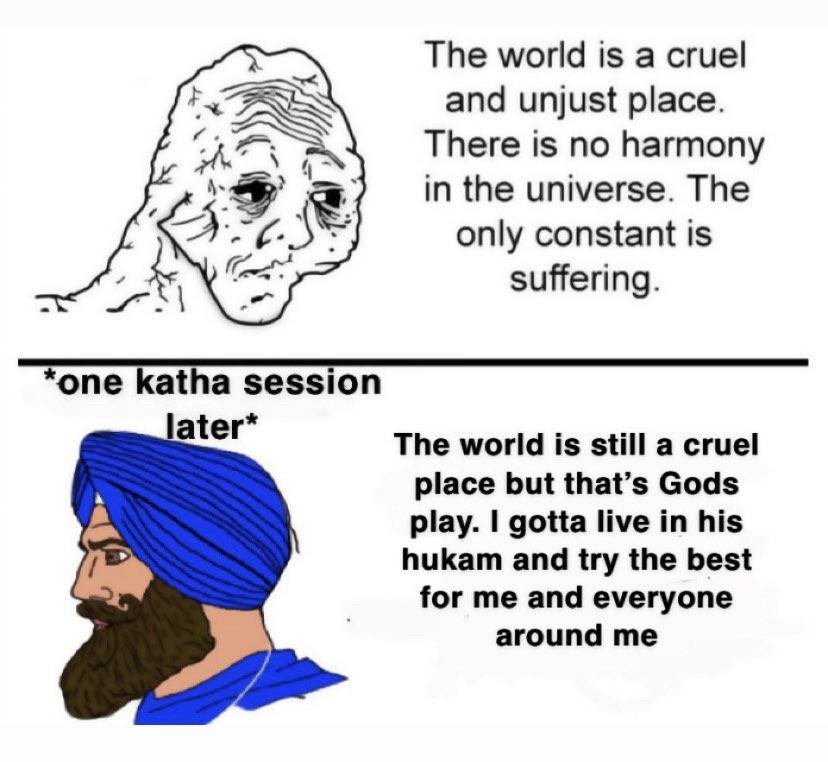 The world is a cruel
and unjust place.
There is no harmony
in the universe. The
only constant is
suffering.
*one katha session
later*
The world is still a cruel
place but that's Gods
play. I gotta live in his
hukam and try the best
for me and everyone
around me